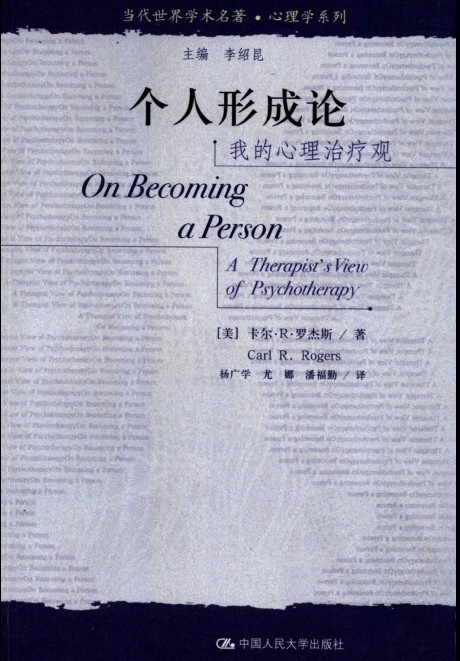 当代世界学术名著·心理学系列
主编 李绍昆
个人形成论
我的心理治疗观
On Becoming
a Person
A Therapist's View
of Psychotherapy
[美] 卡尔·R·罗杰斯 / 著
Carl R. Rogers
杨广学 尤娜 潘福勤 / 译
中国人民大学出版社